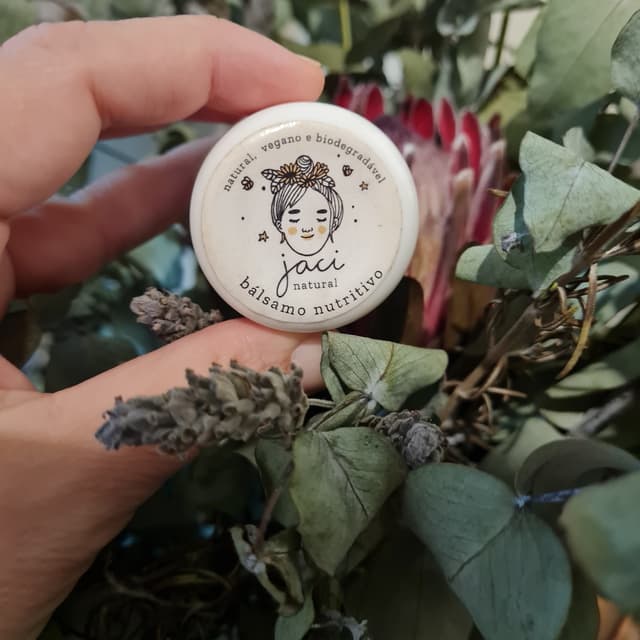 natural, vegano e biodegradável
jaci
natural
bálsamo nutritivo